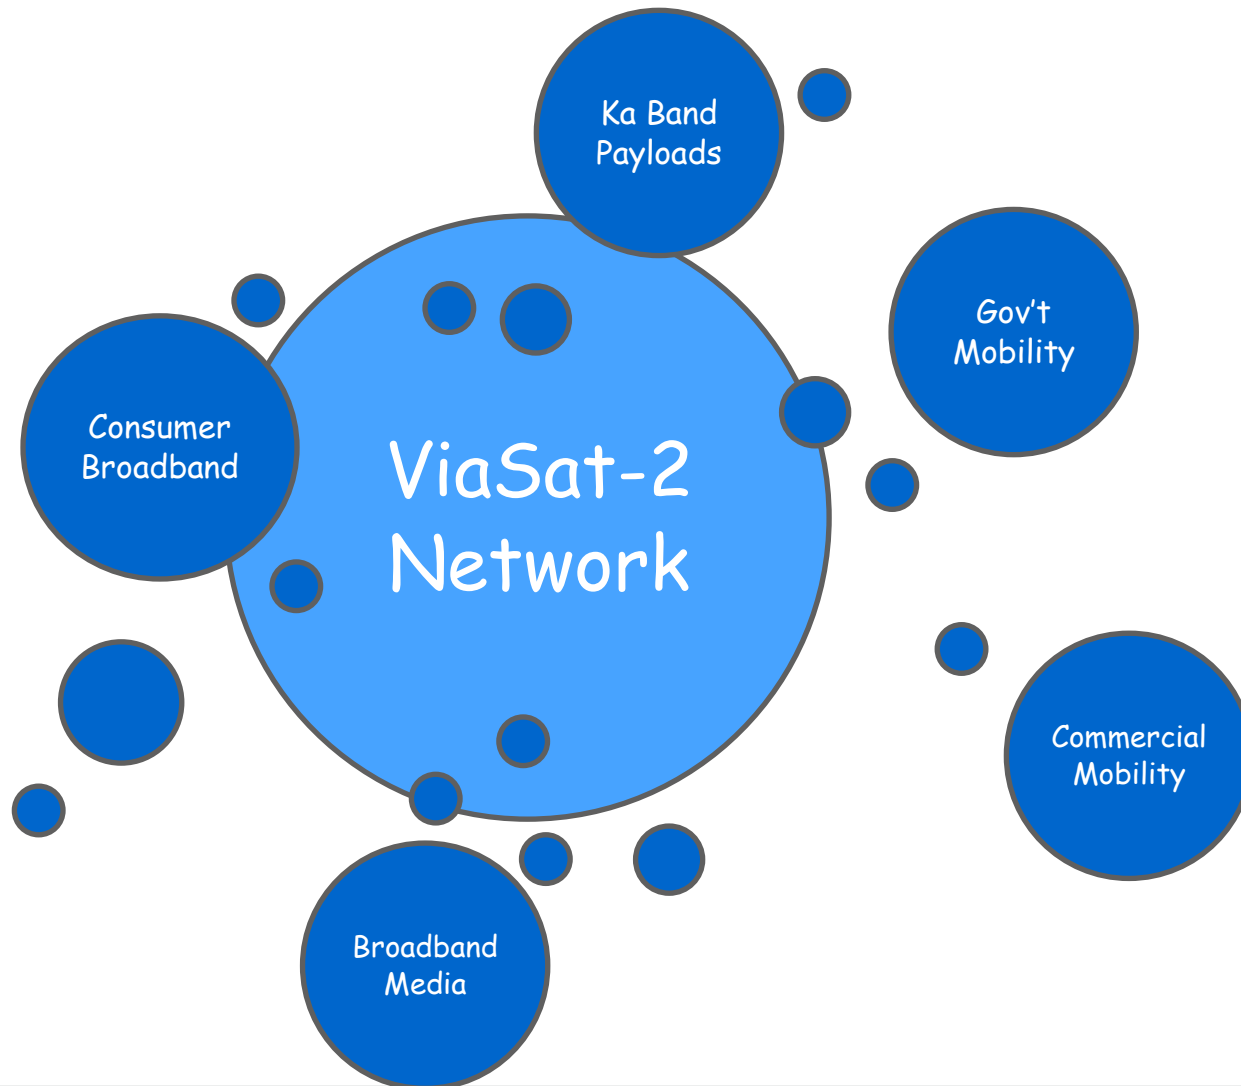 Ka Band
Payloads
Gov't
Mobility
Consumer
Broadband
ViaSat-2
Network
Commercial
Mobility
Broadband
Media